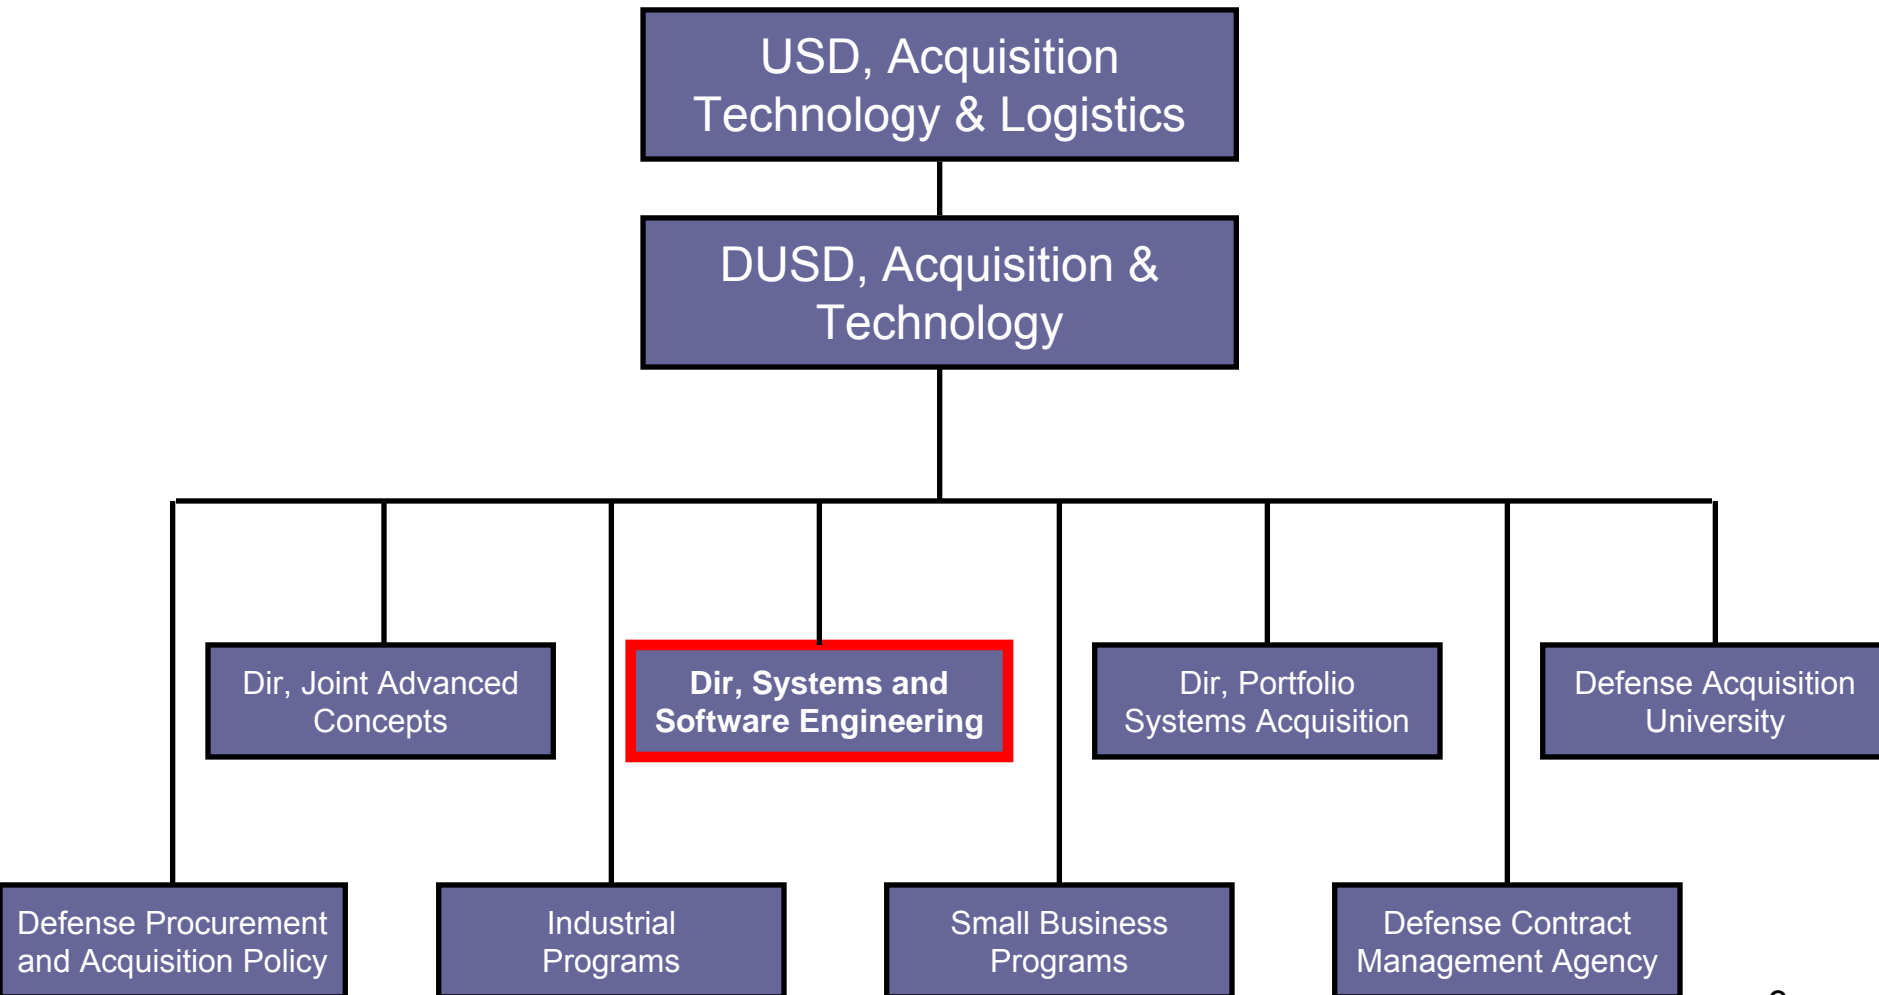 USD, Acquisition
Technology & Logistics
DUSD, Acquisition &
Technology
Dir, Joint Advanced
Concepts
Dir, Systems and
Software Engineering
Dir, Portfolio
Systems Acquisition
Defense Acquisition
University
Defense Procurement
and Acquisition Policy
Industrial
Programs
Small Business
Programs
Defense Contract
Management Agency